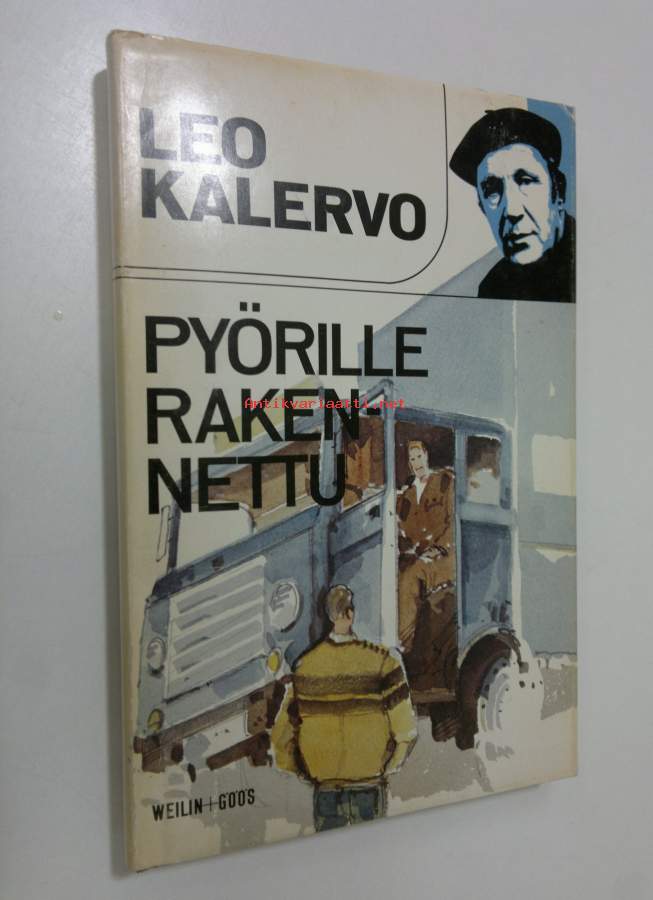 LEO
KALERVO
PYÖRILLE
RAKEN-
NETTU
Antikvariaatti.net
WEILIN+GÖÖS